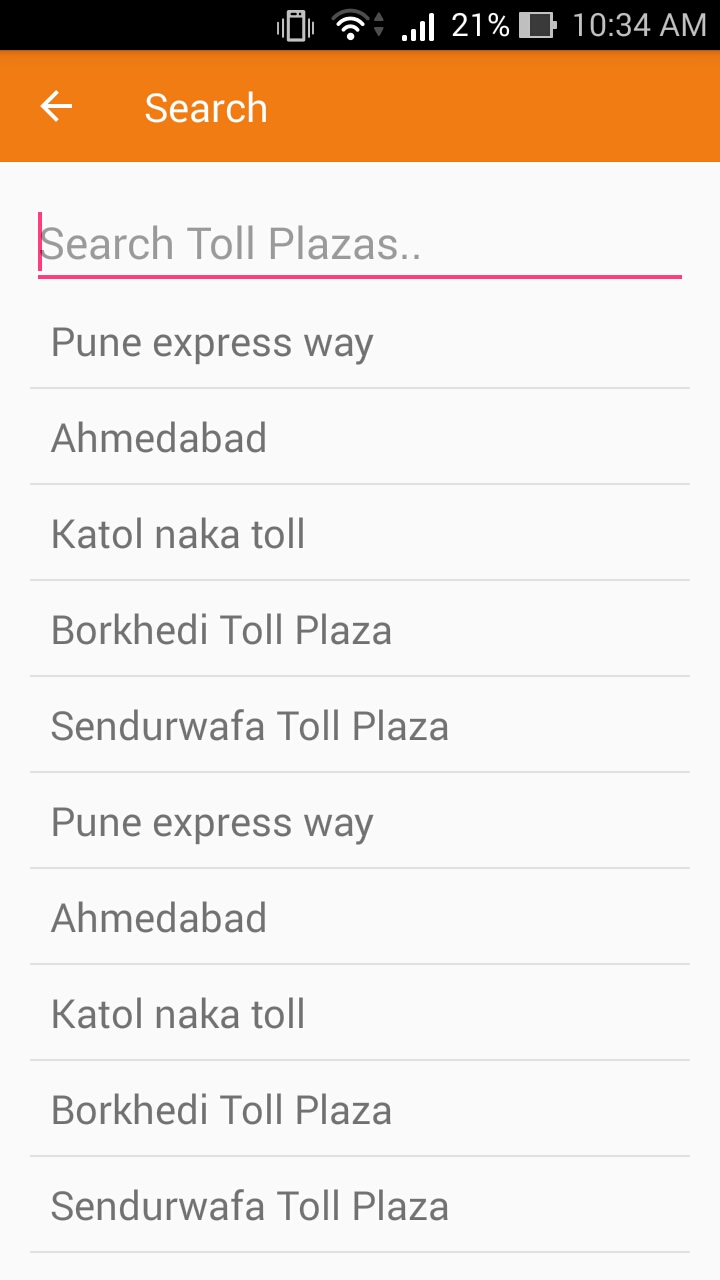 21% 10:34 AM
Search
Search Toll Plazas..
Pune express way
Ahmedabad
Katol naka toll
Borkhedi Toll Plaza
Sendurwafa Toll Plaza
Pune express way
Ahmedabad
Katol naka toll
Borkhedi Toll Plaza
Sendurwafa Toll Plaza